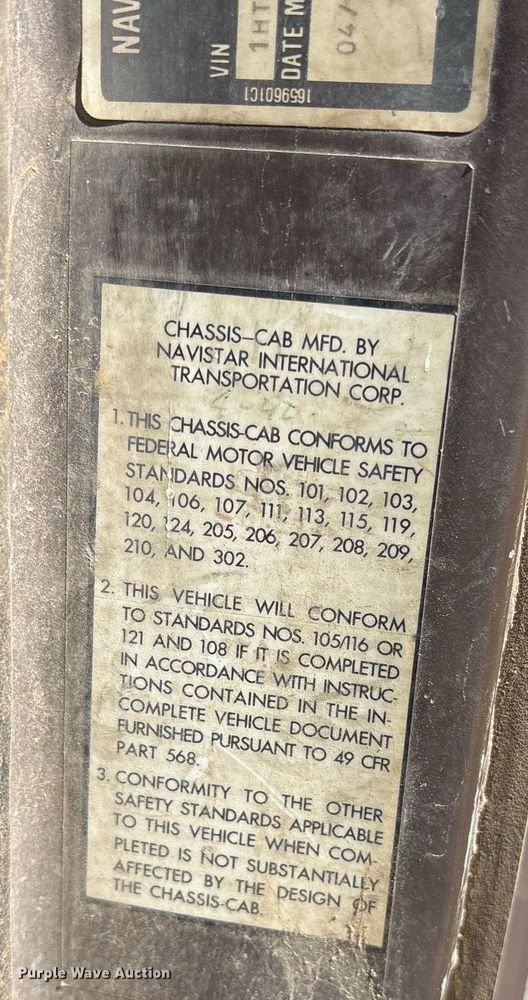 NAV
VIN
1HT
DATE M
04/
1659601C1
CHASSIS-CAB MFD. BY
NAVISTAR INTERNATIONAL
TRANSPORTATION CORP.
1. THIS CHASSIS-CAB CONFORMS TO
FEDERAL MOTOR VEHICLE SAFETY
STANDARDS NOS. 101, 102, 103,
104, 106, 107, 111, 113, 115, 119,
120, 124, 205, 206, 207, 208, 209,
210, AND 302.
2. THIS VEHICLE WILL CONFORM
TO STANDARDS NOS. 105/116 OR
121 AND 108 IF IT IS COMPLETED
IN ACCORDANCE WITH INSTRUC-
TIONS CONTAINED IN THE IN-
COMPLETE VEHICLE DOCUMENT
FURNISHED PURSUANT TO 49 CFR
PART 568.
3. CONFORMITY TO THE OTHER
SAFETY STANDARDS APPLICABLE
TO THIS VEHICLE WHEN COM-
PLETED IS NOT SUBSTANTIALLY
AFFECTED BY THE DESIGN OF
THE CHASSIS-CAB.
Purple Wave Auction